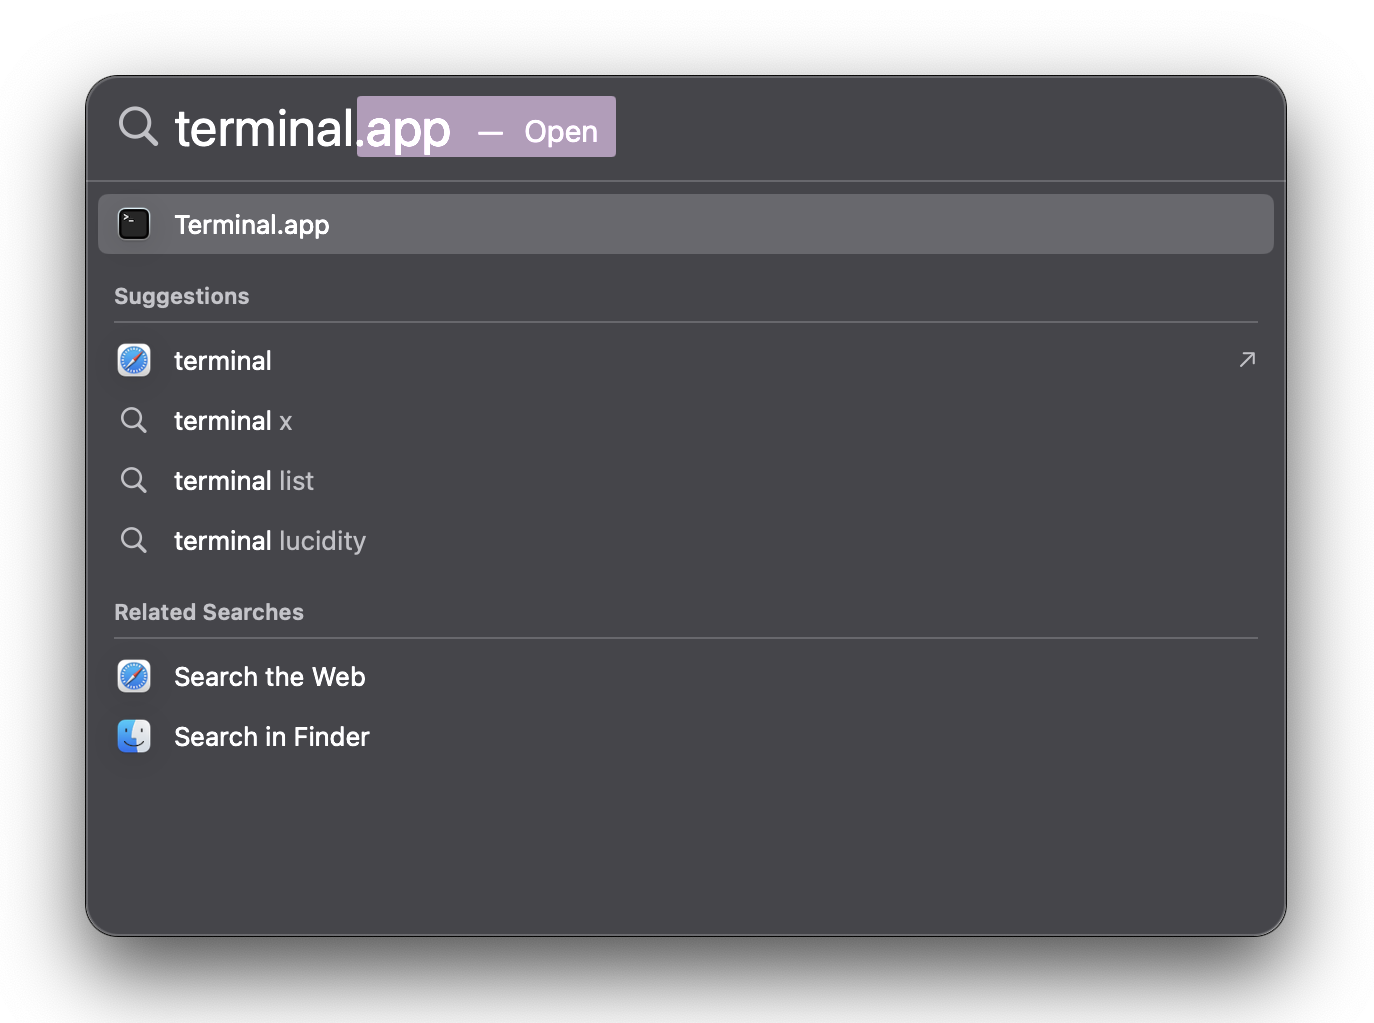 terminal.app — Open
Terminal.app
Suggestions
terminal
terminal x
terminal list
terminal lucidity
Related Searches
Search the Web
Search in Finder